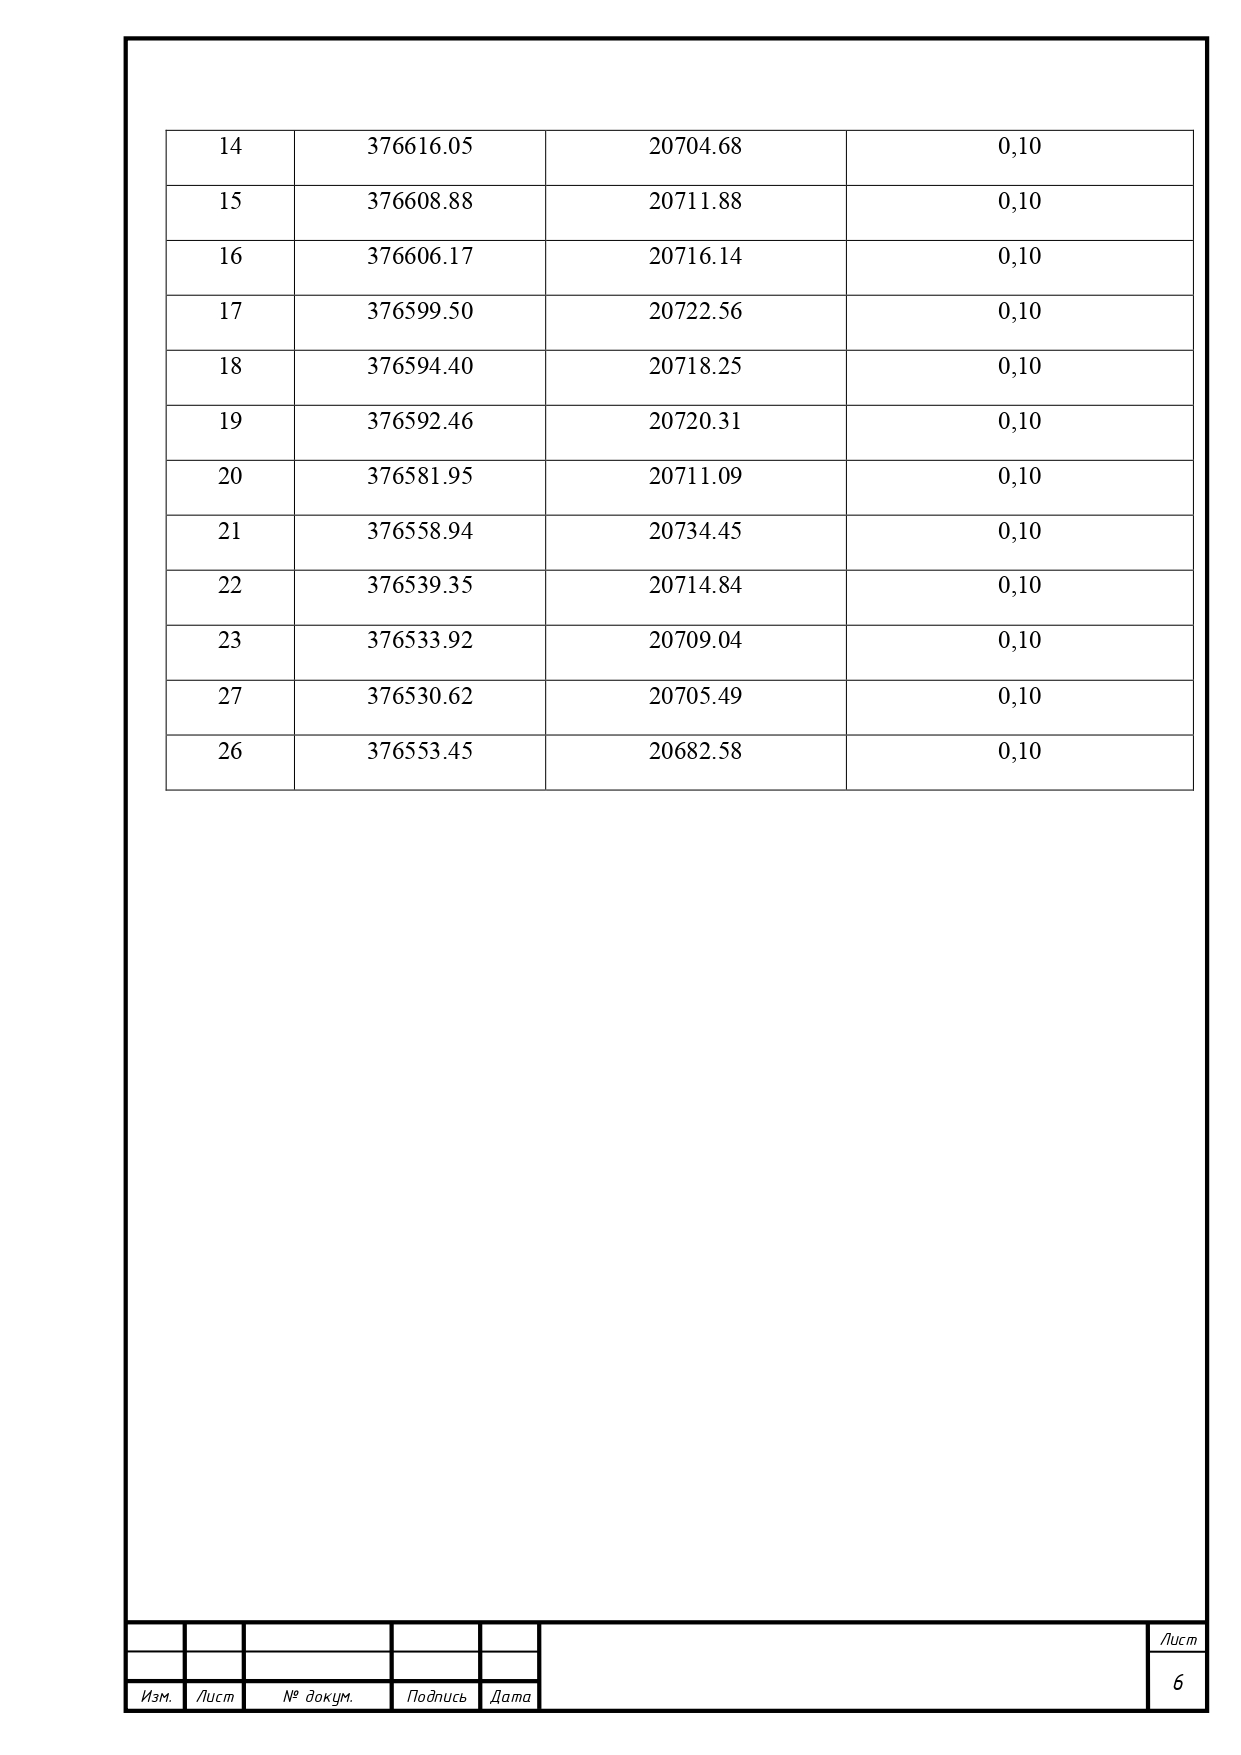 14 376616.05 20704.68 0,10
15 376608.88 20711.88 0,10
16 376606.17 20716.14 0,10
17 376599.50 20722.56 0,10
18 376594.40 20718.25 0,10
19 376592.46 20720.31 0,10
20 376581.95 20711.09 0,10
21 376558.94 20734.45 0,10
22 376539.35 20714.84 0,10
23 376533.92 20709.04 0,10
27 376530.62 20705.49 0,10
26 376553.45 20682.58 0,10
Лист
6
Изм. Лист № докум. Подпись Дата